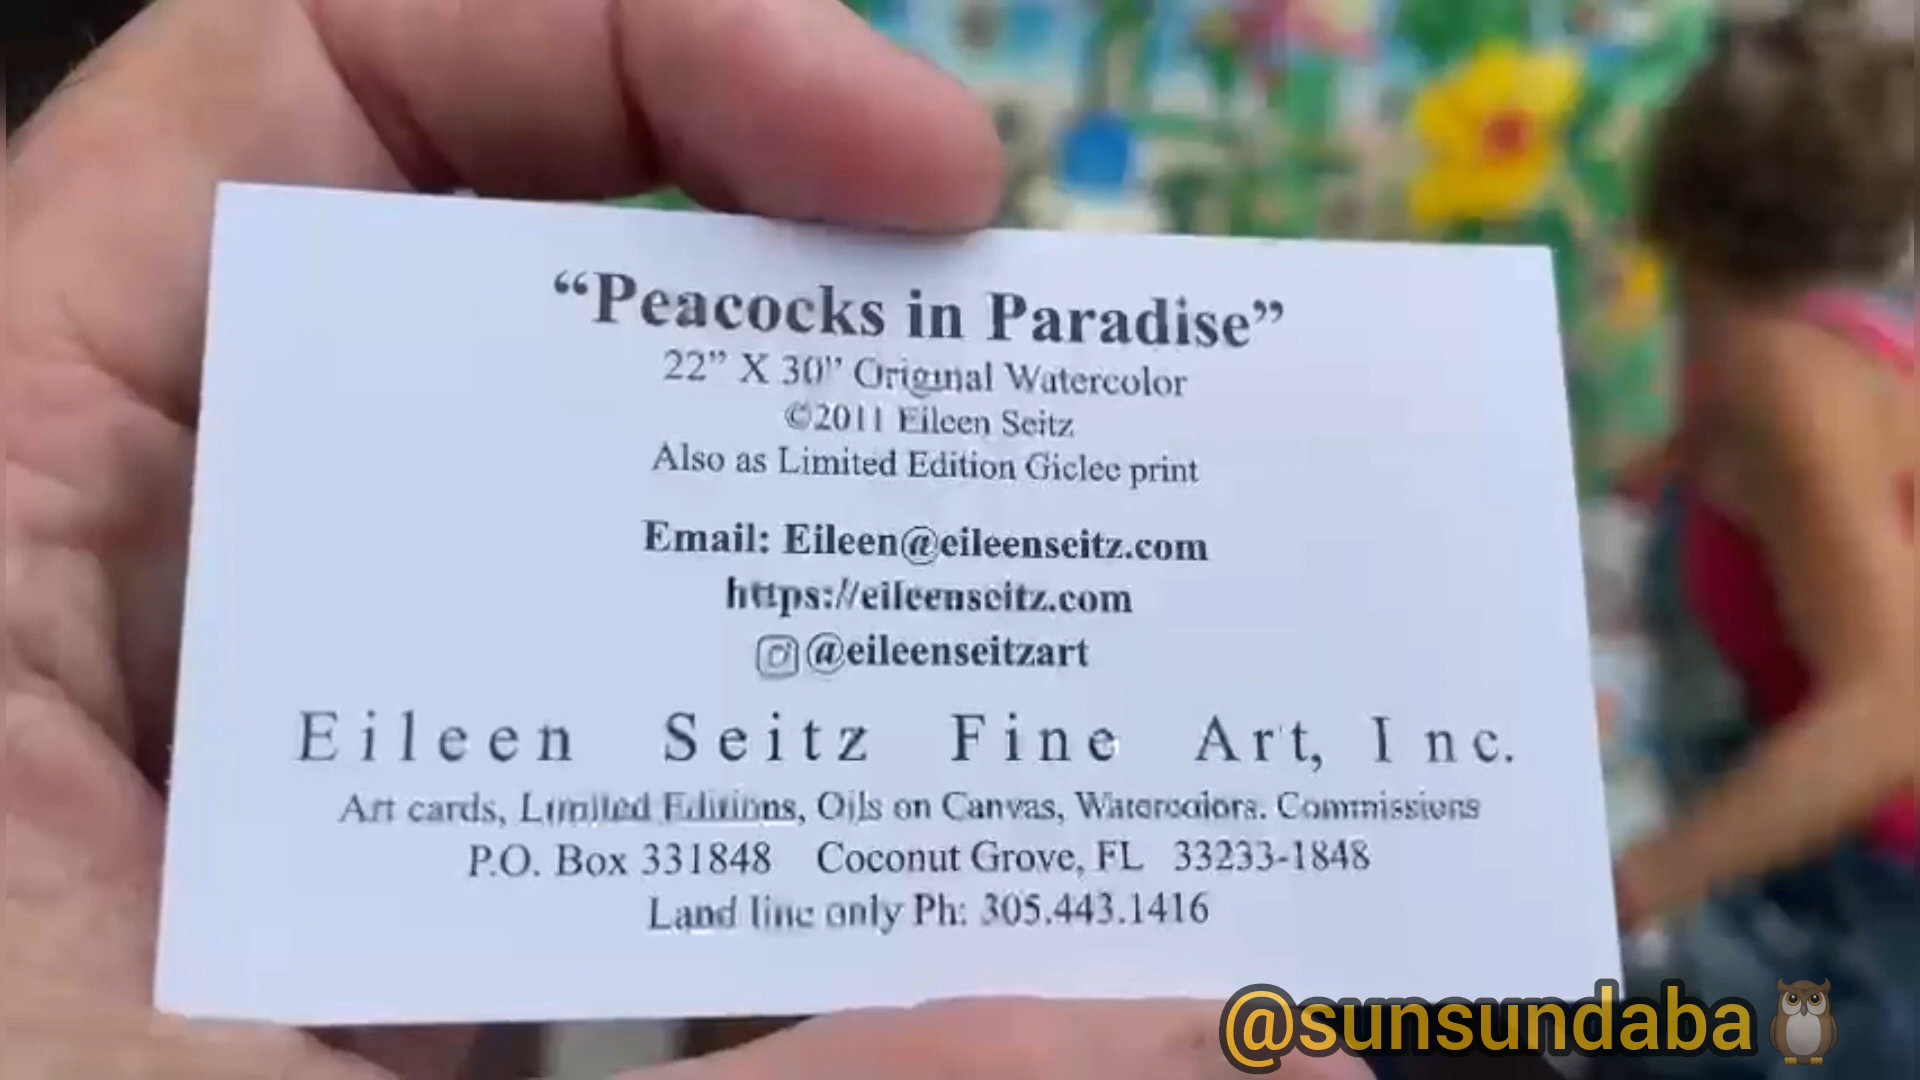 “Peacocks in Paradise”
22” X 30” Original Watercolor
©2011 Eileen Seitz
Also as Limited Edition Giclee print
Email: Eileen@eileenseitz.com
https://eileenseitz.com
@eileenseitzart
Eileen Seitz Fine Art, Inc.
Art cards, Limited Editions, Oils on Canvas, Watercolors. Commissions
P.O. Box 331848 Coconut Grove, FL 33233-1848
Land line only Ph: 305.443.1416
@sunsundaba